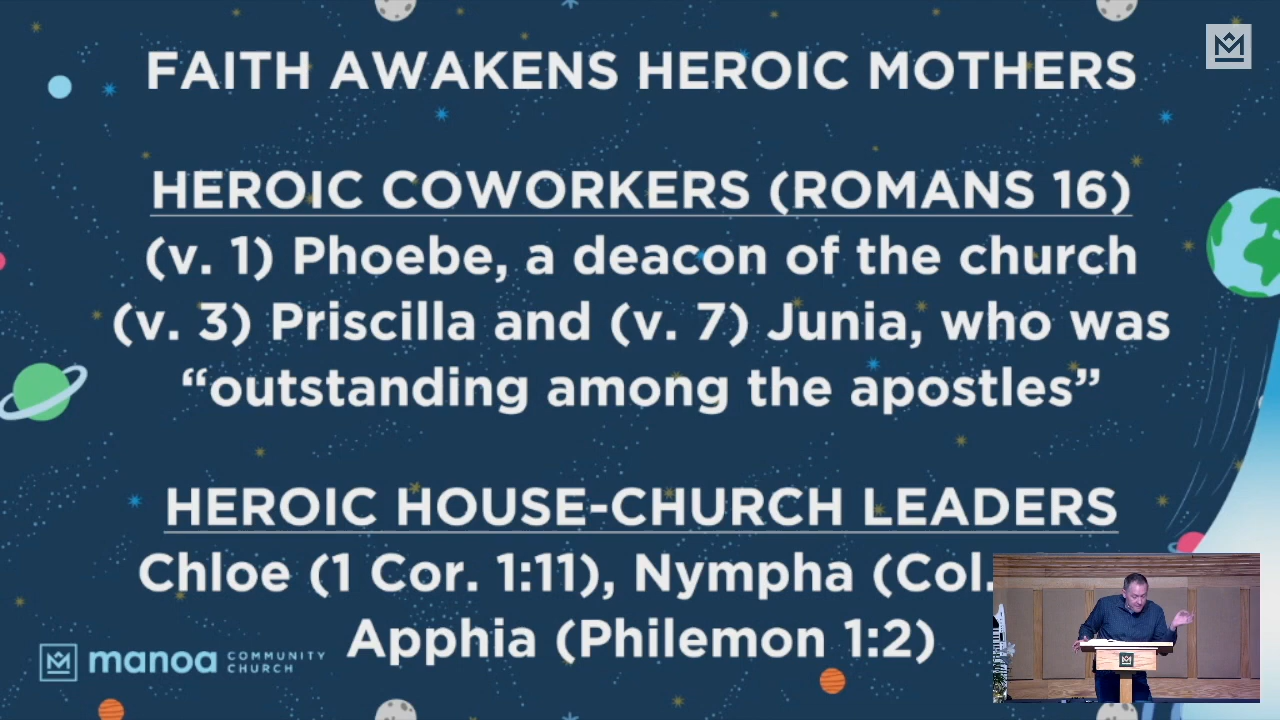 FAITH AWAKENS HEROIC MOTHERS
HEROIC COWORKERS (ROMANS 16)
(v. 1) Phoebe, a deacon of the church
(v. 3) Priscilla and (v. 7) Junia, who was
“outstanding among the apostles”
HEROIC HOUSE-CHURCH LEADERS
Chloe (1 Cor. 1:11), Nympha (Col.
Apphia (Philemon 1:2)
manoa COMMUNITY
CHURCH